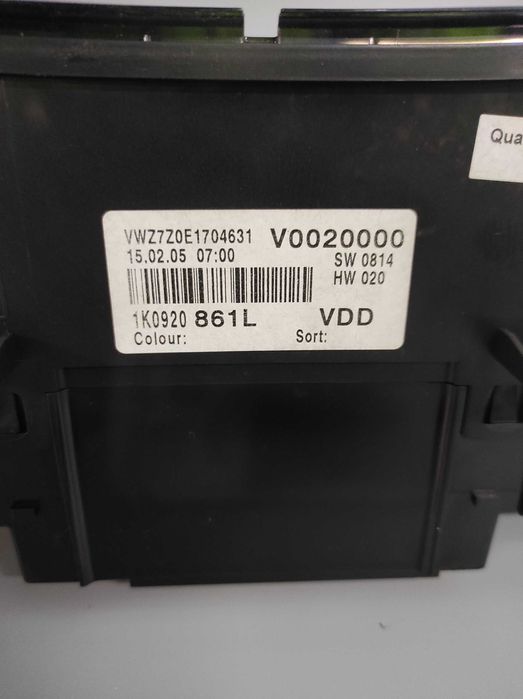 Qua
VWZ7Z0E1704631 V0020000
15.02.05 07:00 SW 0814
HW 020
1K0920 861L VDD
Colour: Sort: